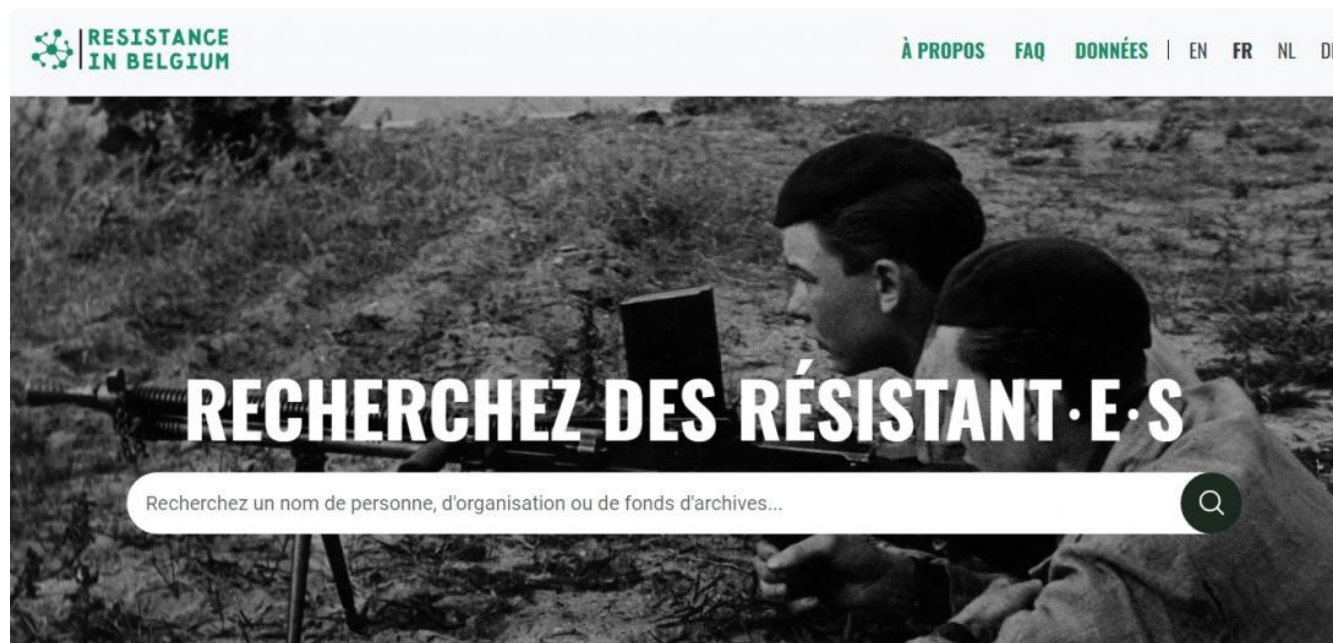 RESISTANCE
IN BELGIUM
À PROPOS FAQ DONNÉES | EN FR NL
RECHERCHEZ DES RÉSISTANT·E·S
Recherchez un nom de personne, d'organisation ou de fonds d'archives...